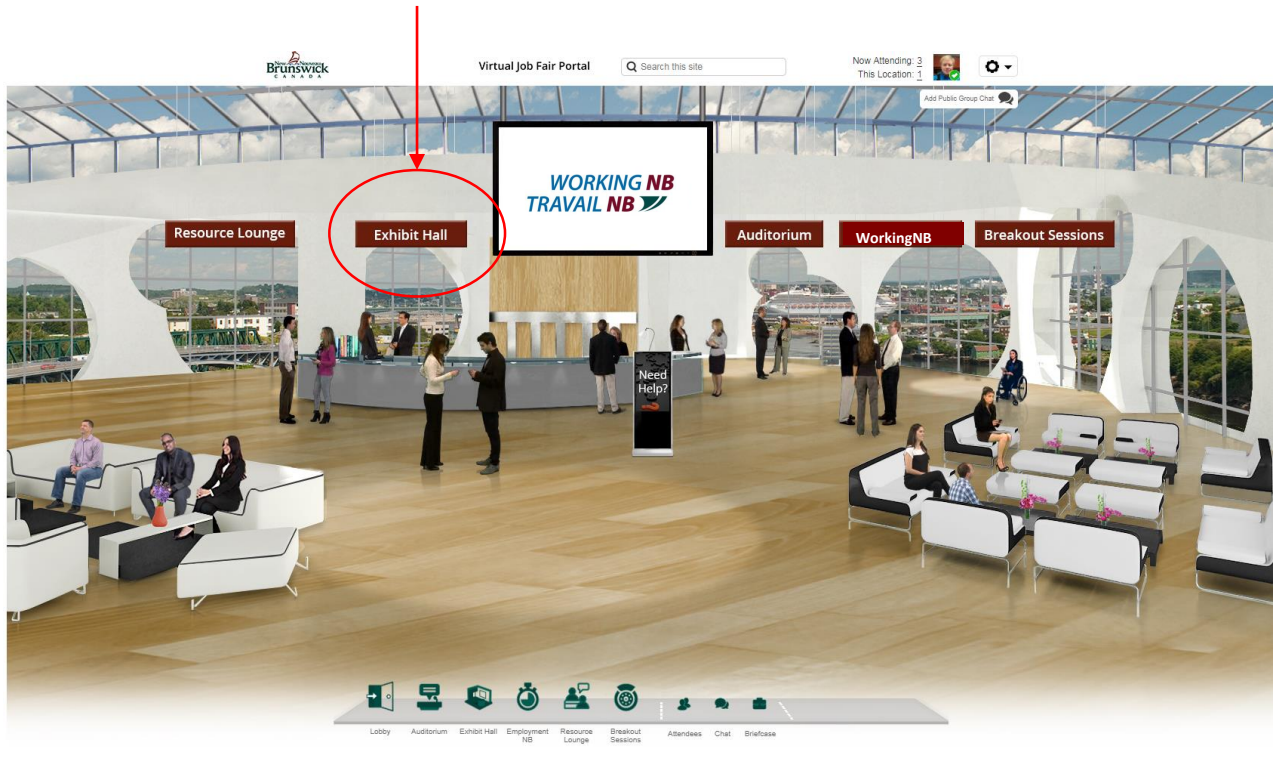 New Nouveau
Brunswick
CANADA
Virtual Job Fair Portal
Search this site
Now Attending: 3
This Location: 1
Add Public Group Chat
WORKING NB
TRAVAIL NB
Resource Lounge
Exhibit Hall
Auditorium
WorkingNB
Breakout Sessions
Need
Help?
Lobby
Auditorium
Exhibit Hall
Employment
NB
Resource
Lounge
Breakout
Sessions
Attendees
Chat
Briefcase